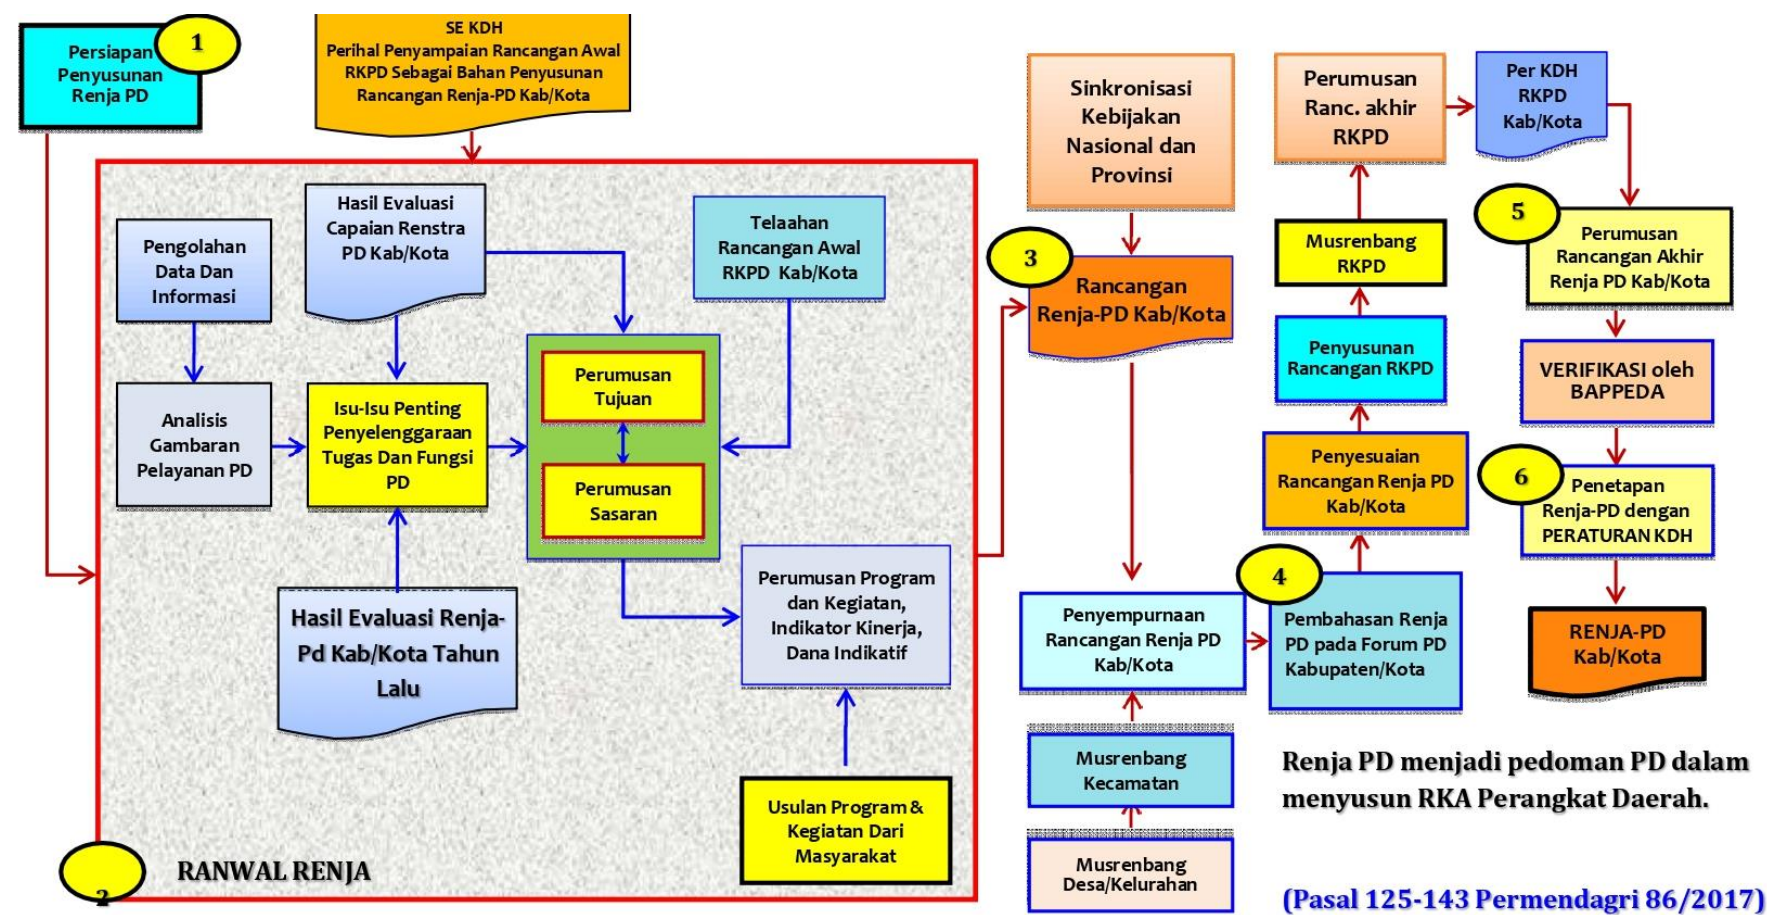 1
Persiapan
Penyusunan
Renja PD
SE KDH
Perihal Penyampaian Rancangan Awal
RKPD Sebagai Bahan Penyusunan
Rancangan Renja-PD Kab/Kota
Pengolahan
Data Dan
Informasi
Hasil Evaluasi
Capaian Renstra
PD Kab/Kota
Telaahan
Rancangan Awal
RKPD Kab/Kota
Analisis
Gambaran
Pelayanan PD
Isu-Isu Penting
Penyelenggaraan
Tugas Dan Fungsi
PD
Perumusan
Tujuan
Perumusan
Sasaran
Hasil Evaluasi Renja-
Pd Kab/Kota Tahun
Lalu
Perumusan Program
dan Kegiatan,
Indikator Kinerja,
Dana Indikatif
Usulan Program &
Kegiatan Dari
Masyarakat
2
RANWAL RENJA
Sinkronisasi
Kebijakan
Nasional dan
Provinsi
3
Rancangan
Renja-PD Kab/Kota
Penyempurnaan
Rancangan Renja PD
Kab/Kota
Musrenbang
Kecamatan
Musrenbang
Desa/Kelurahan
Perumusan
Ranc. akhir
RKPD
Musrenbang
RKPD
Penyusunan
Rancangan RKPD
Penyesuaian
Rancangan Renja PD
Kab/Kota
4
Pembahasan Renja
PD pada Forum PD
Kabupaten/Kota
Per KDH
RKPD
Kab/Kota
5
Perumusan
Rancangan Akhir
Renja PD Kab/Kota
VERIFIKASI oleh
BAPPEDA
6
Penetapan
Renja-PD dengan
PERATURAN KDH
RENJA-PD
Kab/Kota
Renja PD menjadi pedoman PD dalam
menyusun RKA Perangkat Daerah.
(Pasal 125-143 Permendagri 86/2017)